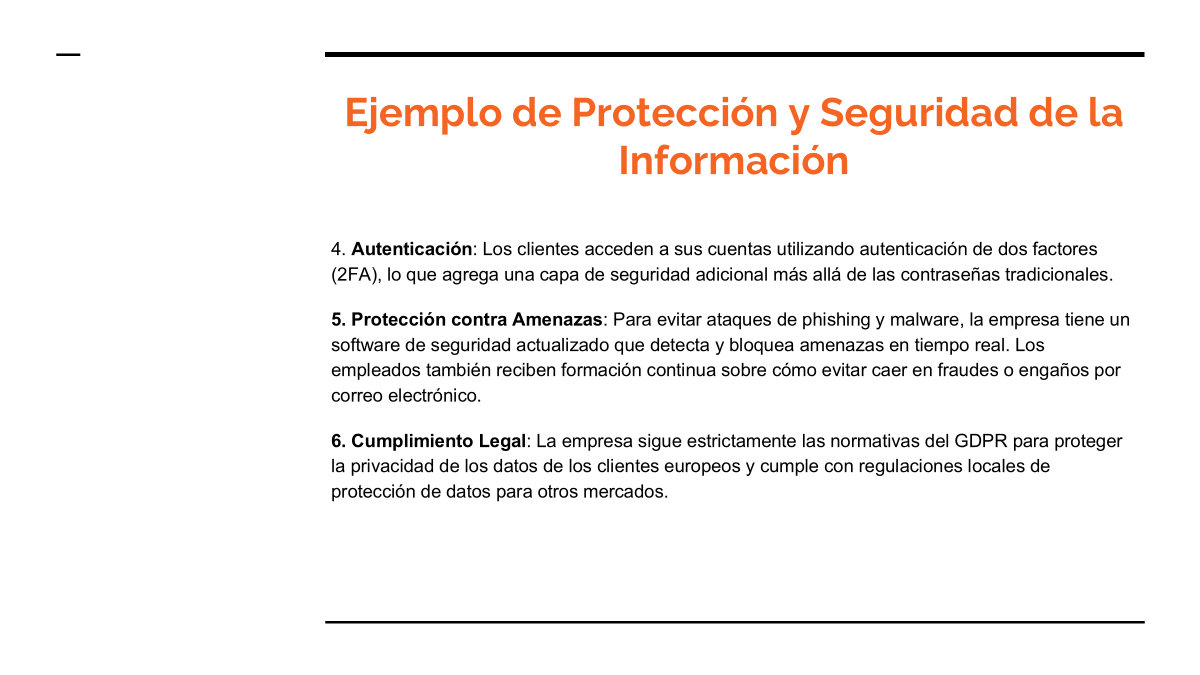 Ejemplo de Protección y Seguridad de la
Información
4. Autenticación: Los clientes acceden a sus cuentas utilizando autenticación de dos factores
(2FA), lo que agrega una capa de seguridad adicional más allá de las contraseñas tradicionales.
5. Protección contra Amenazas: Para evitar ataques de phishing y malware, la empresa tiene un
software de seguridad actualizado que detecta y bloquea amenazas en tiempo real. Los
empleados también reciben formación continua sobre cómo evitar caer en fraudes o engaños por
correo electrónico.
6. Cumplimiento Legal: La empresa sigue estrictamente las normativas del GDPR para proteger
la privacidad de los datos de los clientes europeos y cumple con regulaciones locales de
protección de datos para otros mercados.